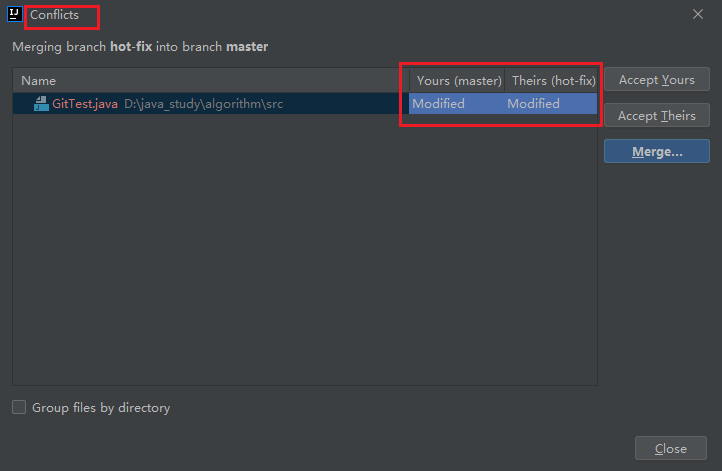 IJ Conflicts
Merging branch hot-fix into branch master
Name Yours (master) Theirs (hot-fix)
GitTest.java D:\java_study\algorithm\src Modified Modified
Accept Yours
Accept Theirs
Merge...
Group files by directory
Close